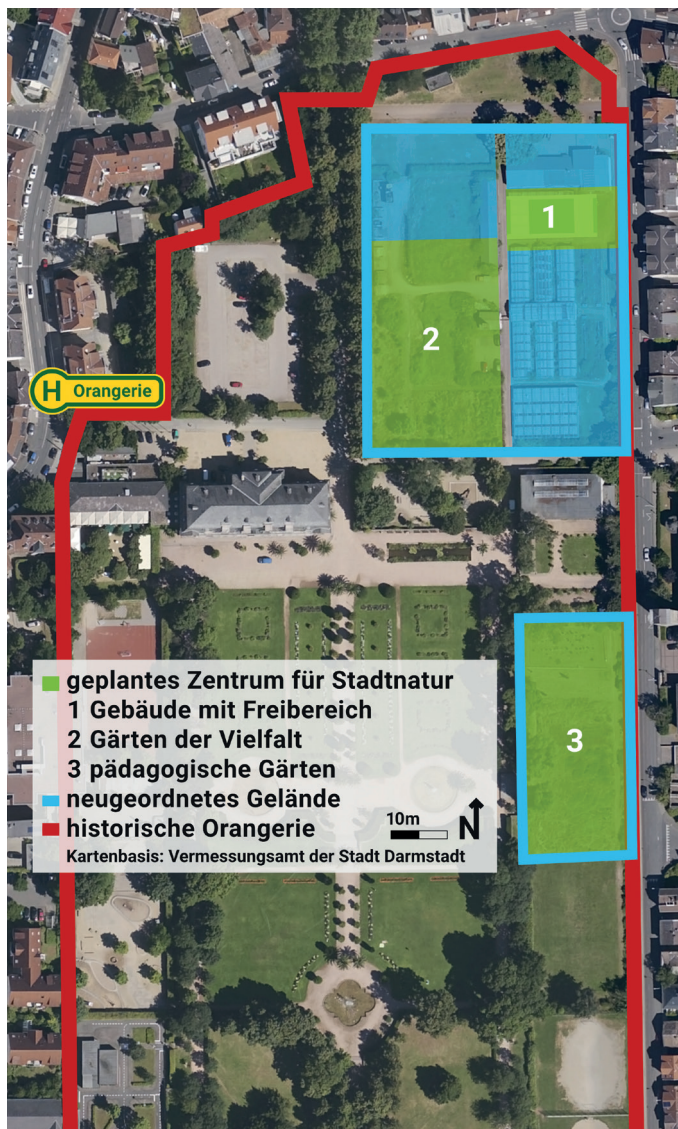 1
2
H Orangerie
3
geplantes Zentrum für Stadtnatur
1 Gebäude mit Freibereich
2 Gärten der Vielfalt
3 pädagogische Gärten
neugeordnetes Gelände
historische Orangerie
10m
N
Kartenbasis: Vermessungsamt der Stadt Darmstadt